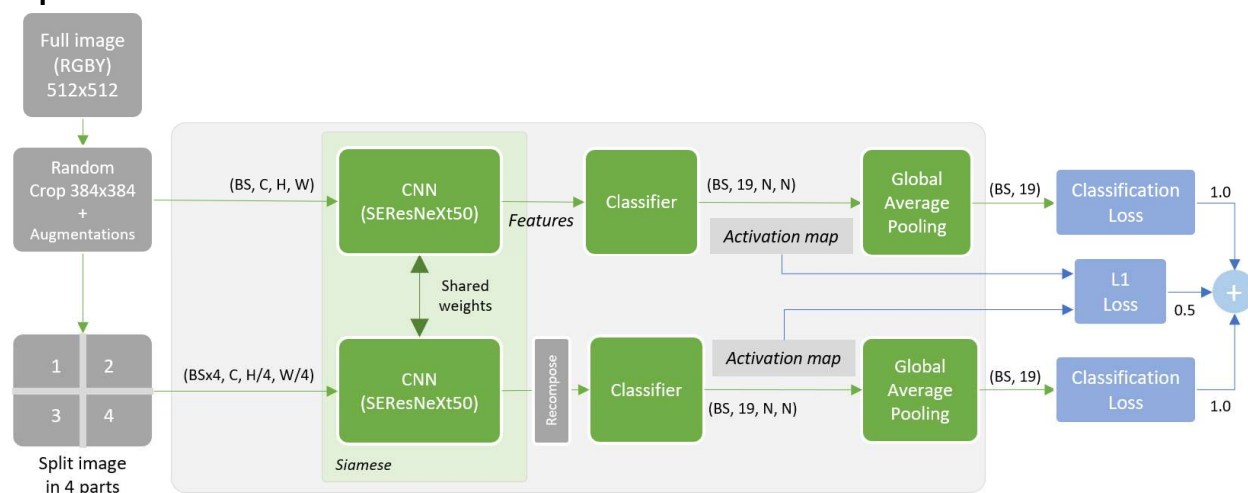 Full image
(RGBY)
512x512
Random
Crop 384x384
+
Augmentations
(BS, C, H, W)
CNN
(SEResNeXt50)
Features
Classifier
(BS, 19, N, N)
Activation map
Global
Average
Pooling
(BS, 19)
Classification
Loss
1.0
Shared
weights
L1
Loss
0.5
+
1 2
3 4
Split image
in 4 parts
(BSx4, C, H/4, W/4)
CNN
(SEResNeXt50)
Siamese
Recompose
Classifier
Activation map
(BS, 19, N, N)
Global
Average
Pooling
(BS, 19)
Classification
Loss
1.0